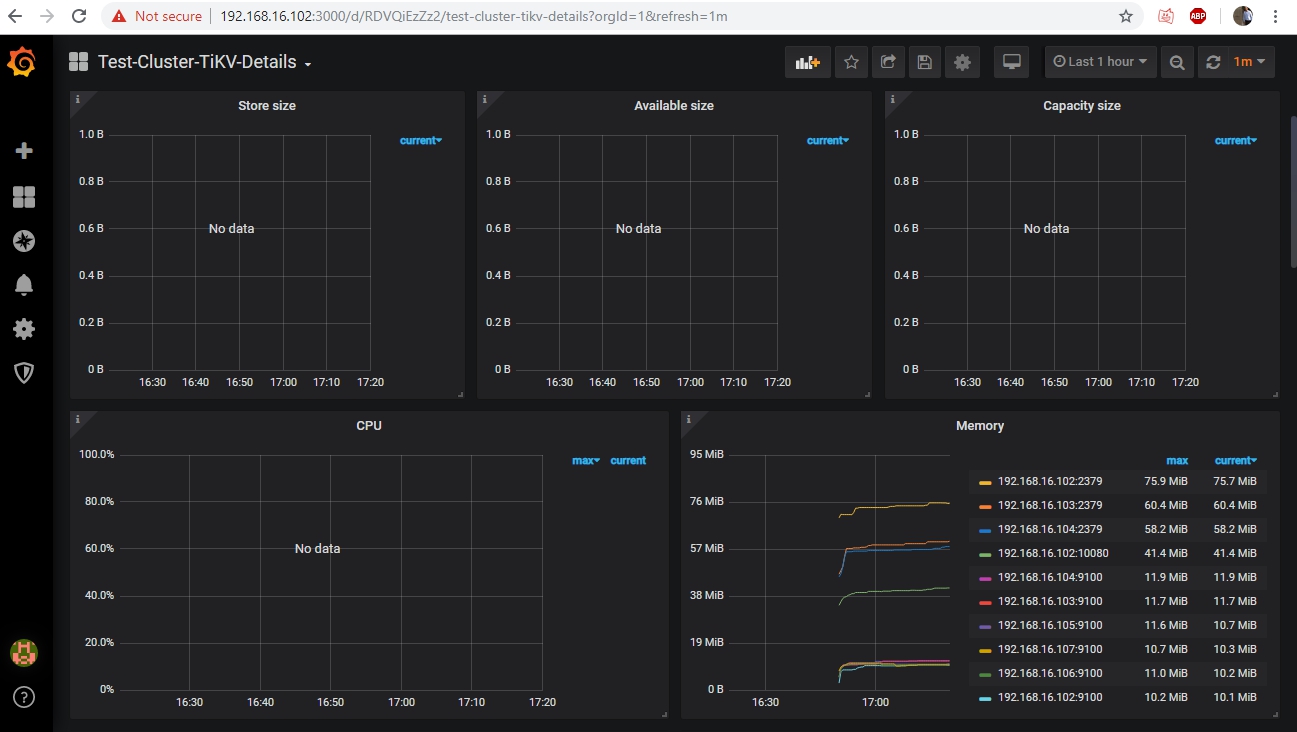 Not secure
192.168.16.102:3000/d/RDVQiEzZz2/test-cluster-tikv-details?orgId=1&refresh=1m
ABP
Test-Cluster-TiKV-Details
Last 1 hour
1m
Store size
current
1.0 B
0.8 B
0.6 B
0.4 B
0.2 B
0 B
No data
16:30 16:40 16:50 17:00 17:10 17:20
Available size
current
1.0 B
0.8 B
0.6 B
0.4 B
0.2 B
0 B
No data
16:30 16:40 16:50 17:00 17:10 17:20
Capacity size
current
1.0 B
0.8 B
0.6 B
0.4 B
0.2 B
0 B
No data
16:30 16:40 16:50 17:00 17:10 17:20
CPU
max current
100.0%
80.0%
60.0%
40.0%
20.0%
0%
No data
16:30 16:40 16:50 17:00 17:10 17:20
Memory
95 MiB
76 MiB
57 MiB
38 MiB
19 MiB
0 B
16:30 17:00
max current
192.168.16.102:2379 75.9 MiB 75.7 MiB
192.168.16.103:2379 60.4 MiB 60.4 MiB
192.168.16.104:2379 58.2 MiB 58.2 MiB
192.168.16.102:10080 41.4 MiB 41.4 MiB
192.168.16.104:9100 11.9 MiB 11.9 MiB
192.168.16.103:9100 11.7 MiB 11.7 MiB
192.168.16.105:9100 11.6 MiB 10.7 MiB
192.168.16.107:9100 10.7 MiB 10.3 MiB
192.168.16.106:9100 11.0 MiB 10.2 MiB
192.168.16.102:9100 10.2 MiB 10.1 MiB